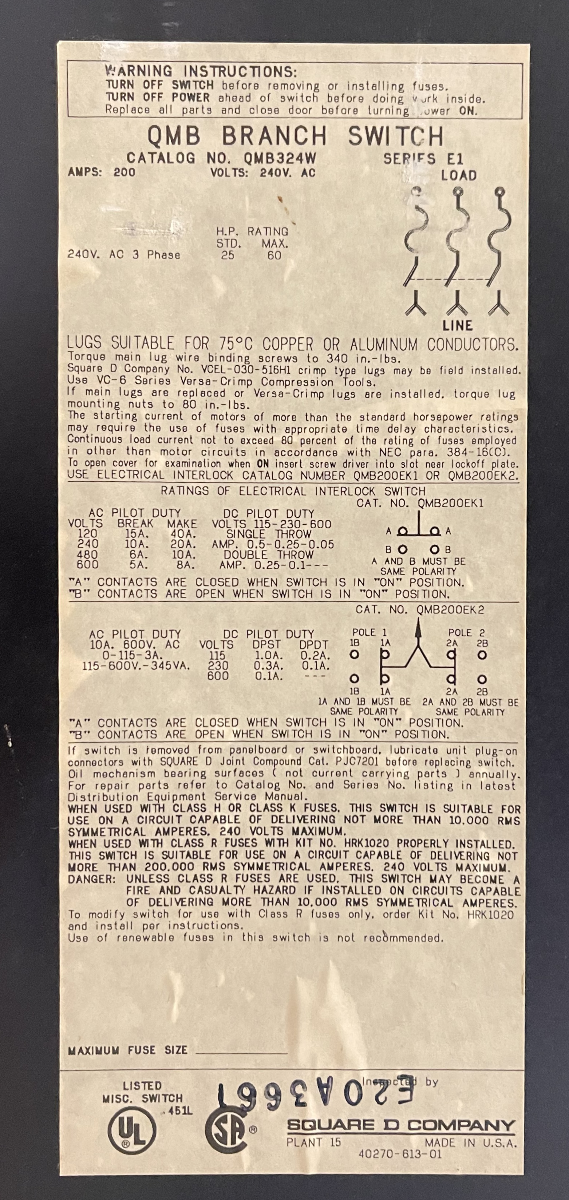 WARNING INSTRUCTIONS:
TURN OFF SWITCH before removing or installing fuses.
TURN OFF POWER ahead of switch before doing work inside.
Replace all parts and close door before turning power ON.
QMB BRANCH SWITCH
CATALOG NO. QMB324W SERIES E1
AMPS: 200 VOLTS: 240V. AC LOAD
H.P. RATING
STD. MAX.
240V. AC 3 Phase 25 60
LINE
LUGS SUITABLE FOR 75°C COPPER OR ALUMINUM CONDUCTORS.
Torque main lug wire binding screws to 340 in.-lbs.
Square D Company No. VCEL-030-516H1 crimp type lugs may be field installed.
Use VC-6 Series Versa-Crimp Compression Tools.
If main lugs are replaced or Versa-Crimp lugs are installed, torque lug
mounting nuts to 80 in.-lbs.
The starting current of motors of more than the standard horsepower ratings
may require the use of fuses with appropriate time delay characteristics.
Continuous load current not to exceed 80 percent of the rating of fuses employed
in other than motor circuits in accordance with NEC para. 384-16(C).
To open cover for examination when ON insert screw driver into slot near lockoff plate.
USE ELECTRICAL INTERLOCK CATALOG NUMBER QMB200EK1 OR QMB200EK2.
RATINGS OF ELECTRICAL INTERLOCK SWITCH
CAT. NO. QMB200EK1
AC PILOT DUTY DC PILOT DUTY
VOLTS BREAK MAKE VOLTS 115-230-600
120 15A. 40A. SINGLE THROW A A
240 10A. 20A. AMP. 0.5-0.25-0.05
480 6A. 10A. DOUBLE THROW B B
600 5A. 8A. AMP. 0.25-0.1---
A AND B MUST BE
SAME POLARITY
"A" CONTACTS ARE CLOSED WHEN SWITCH IS IN "ON" POSITION.
"B" CONTACTS ARE OPEN WHEN SWITCH IS IN "ON" POSITION.
CAT. NO. QMB200EK2
AC PILOT DUTY DC PILOT DUTY POLE 1 POLE 2
10A. 600V. AC VOLTS DPST. DPDT 1B 1A 2A 2B
0-115-3A. 115 1.0A. 0.2A.
115-600V.-345VA. 230 0.3A. 0.1A.
600 0.1A. ---
1B 1A 2A 2B
1A AND 1B MUST BE 2A AND 2B MUST BE
SAME POLARITY SAME POLARITY
"A" CONTACTS ARE CLOSED WHEN SWITCH IS IN "ON" POSITION.
"B" CONTACTS ARE OPEN WHEN SWITCH IS IN "ON" POSITION.
If switch is removed from panelboard or switchboard, lubricate unit plug-on
connectors with SQUARE D Joint Compound Cat. PJC7201 before replacing switch.
Oil mechanism bearing surfaces ( not current carrying parts ) annually.
For repair parts refer to Catalog No. and Series No. listing in latest
Distribution Equipment Service Manual.
WHEN USED WITH CLASS H OR CLASS K FUSES, THIS SWITCH IS SUITABLE FOR
USE ON A CIRCUIT CAPABLE OF DELIVERING NOT MORE THAN 10,000 RMS
SYMMETRICAL AMPERES, 240 VOLTS MAXIMUM.
WHEN USED WITH CLASS R FUSES WITH KIT NO. HRK1020 PROPERLY INSTALLED,
THIS SWITCH IS SUITABLE FOR USE ON A CIRCUIT CAPABLE OF DELIVERING NOT
MORE THAN 200,000 RMS SYMMETRICAL AMPERES, 240 VOLTS MAXIMUM.
DANGER: UNLESS CLASS R FUSES ARE USED, THIS SWITCH MAY BECOME A
FIRE AND CASUALTY HAZARD IF INSTALLED ON CIRCUITS CAPABLE
OF DELIVERING MORE THAN 10,000 RMS SYMMETRICAL AMPERES.
To modify switch for use with Class R fuses only, order Kit No. HRK1020
and install per instructions.
Use of renewable fuses in this switch is not recommended.
MAXIMUM FUSE SIZE
LISTED Inspected by
MISC. SWITCH E20A3661
451L
UL SA ® SQUARE D COMPANY
PLANT 15 MADE IN U.S.A.
40270-613-01